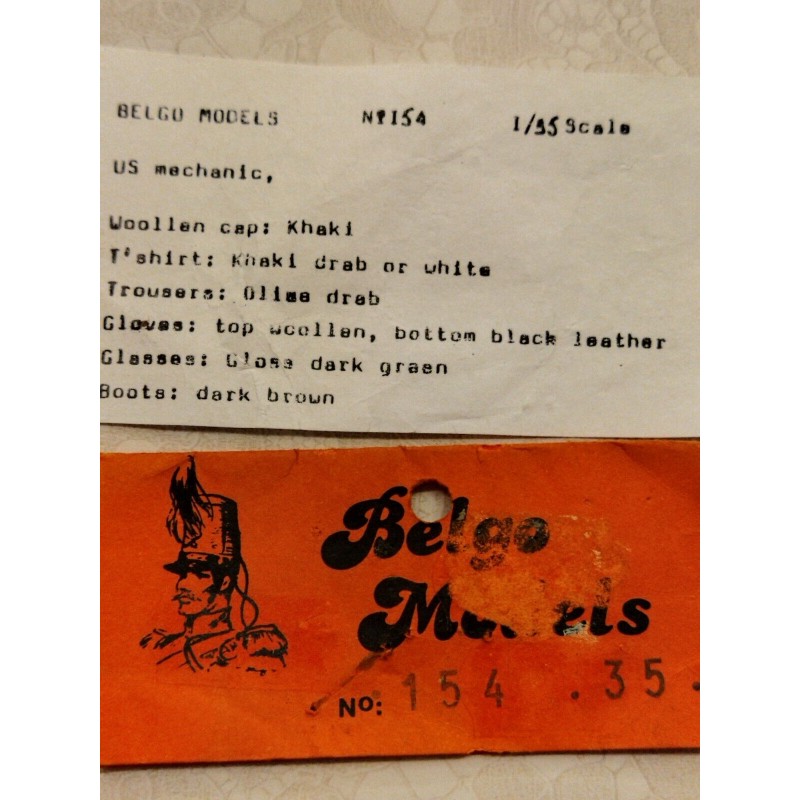 BELGO MODELS Nº154 1/35 Scale
US mechanic,
Woollen cap: Khaki
T'shirt: Khaki drab or white
Trousers: Olive drab
Gloves: top woollen, bottom black leather
Glasses: Gloss dark green
Boots: dark brown
Belgo
Models
No: 154 .35.